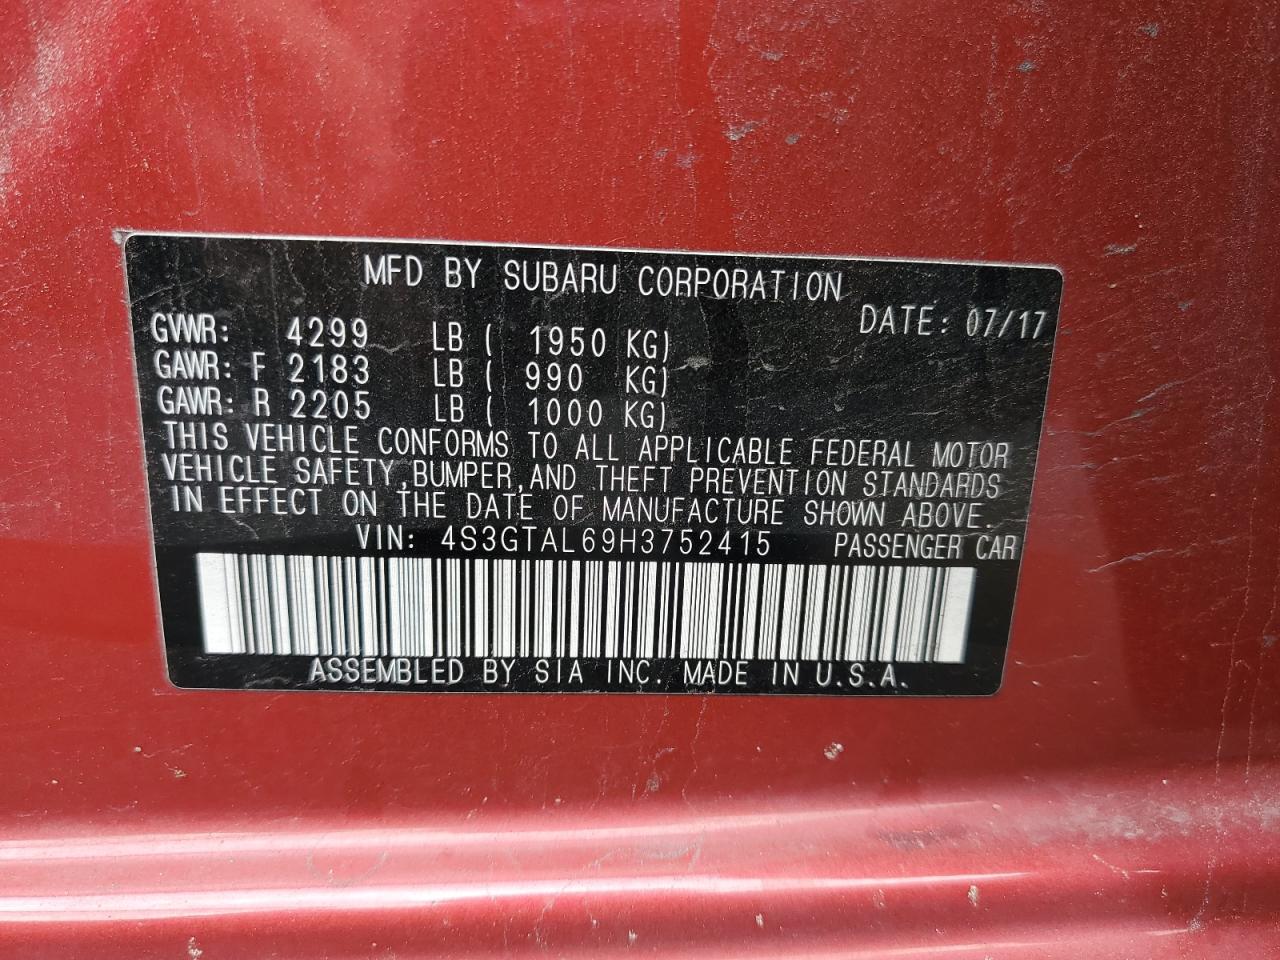 MFD BY SUBARU CORPORATION
DATE: 07/17
GVWR: 4299 LB ( 1950 KG)
GAWR: F 2183 LB ( 990 KG)
GAWR: R 2205 LB ( 1000 KG)
THIS VEHICLE CONFORMS TO ALL APPLICABLE FEDERAL MOTOR
VEHICLE SAFETY,BUMPER,AND THEFT PREVENTION STANDARDS
IN EFFECT ON THE DATE OF MANUFACTURE SHOWN ABOVE.
VIN: 4S3GTAL69H3752415 PASSENGER CAR
ASSEMBLED BY SIA INC. MADE IN U.S.A.